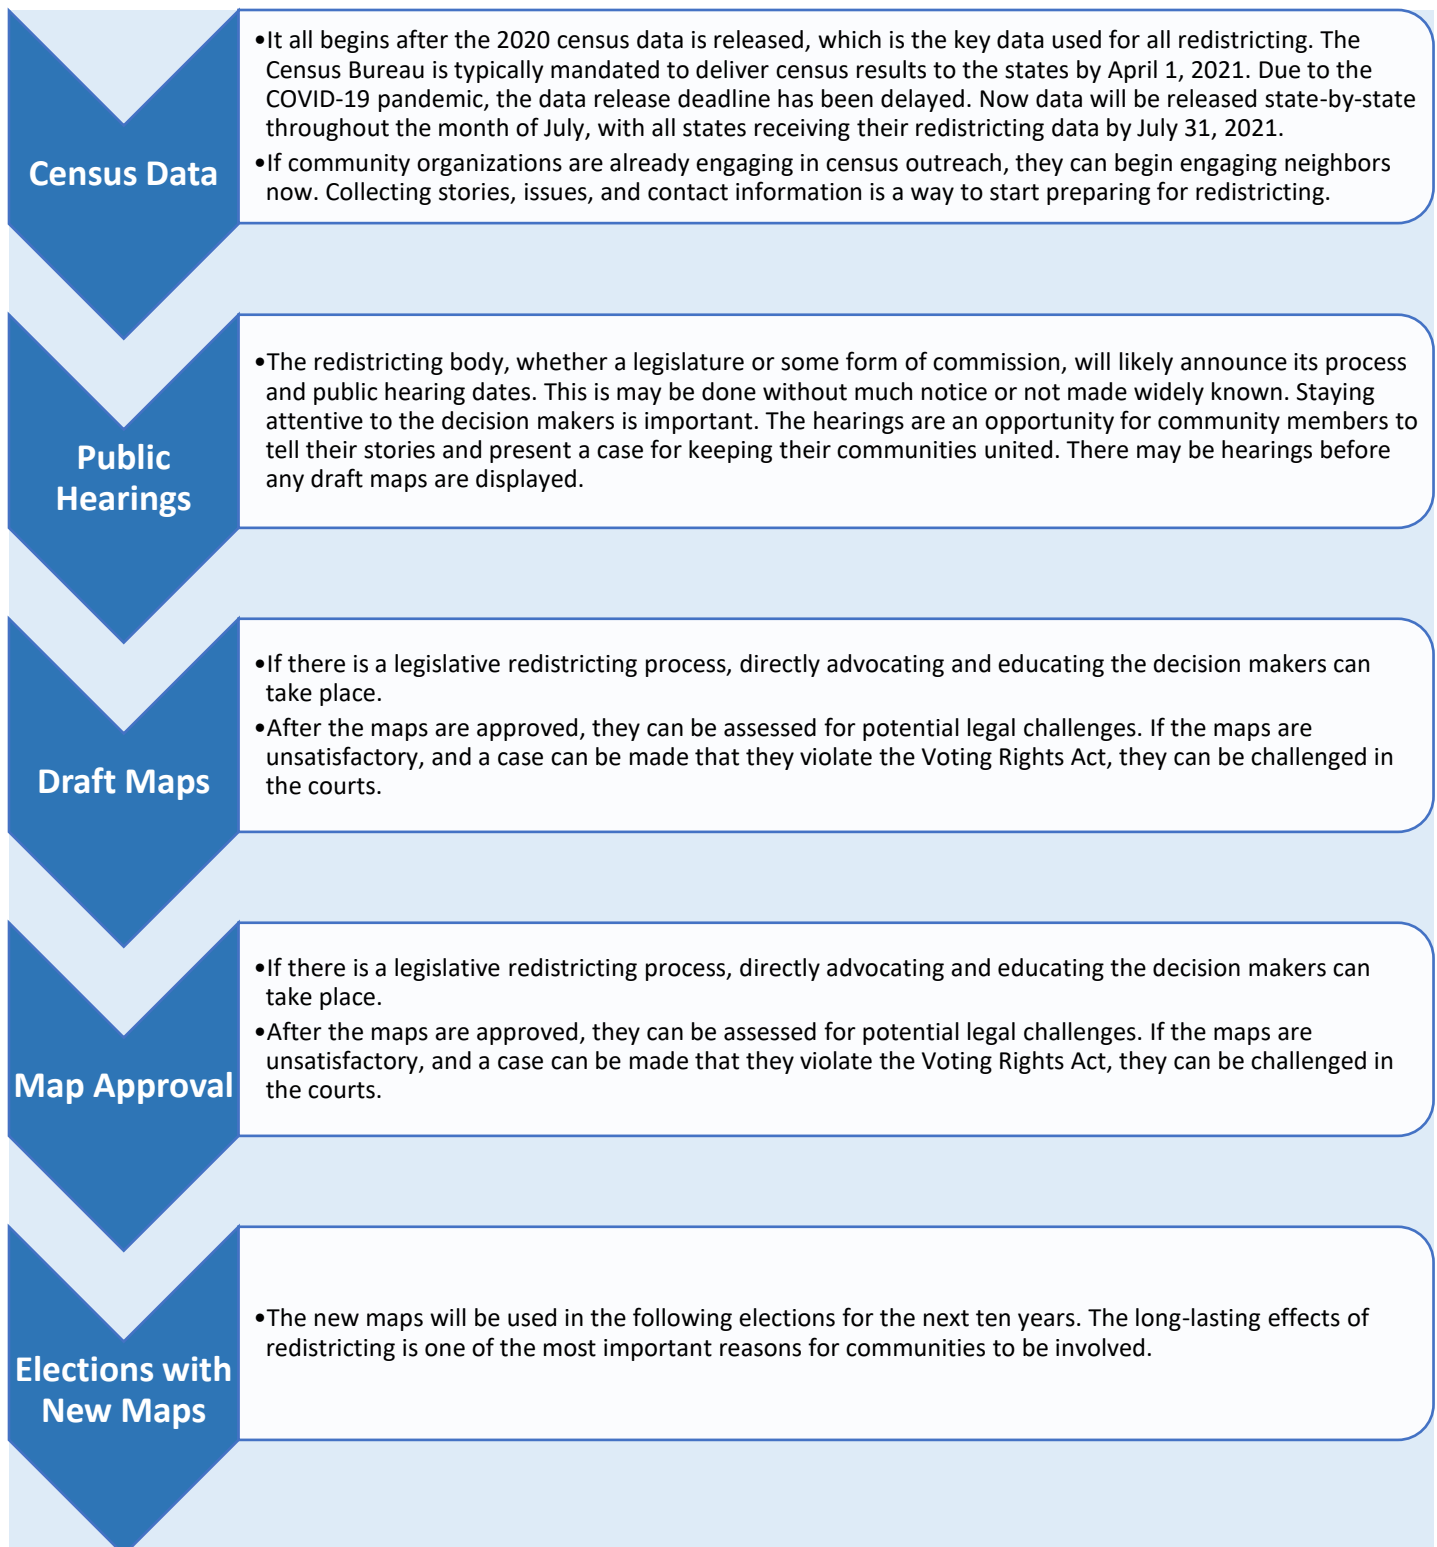 •It all begins after the 2020 census data is released, which is the key data used for all redistricting. The
Census Bureau is typically mandated to deliver census results to the states by April 1, 2021. Due to the
COVID-19 pandemic, the data release deadline has been delayed. Now data will be released state-by-state
throughout the month of July, with all states receiving their redistricting data by July 31, 2021.
•If community organizations are already engaging in census outreach, they can begin engaging neighbors
now. Collecting stories, issues, and contact information is a way to start preparing for redistricting.
Census Data
•The redistricting body, whether a legislature or some form of commission, will likely announce its process
and public hearing dates. This is may be done without much notice or not made widely known. Staying
attentive to the decision makers is important. The hearings are an opportunity for community members to
tell their stories and present a case for keeping their communities united. There may be hearings before
any draft maps are displayed.
Public
Hearings
•If there is a legislative redistricting process, directly advocating and educating the decision makers can
take place.
•After the maps are approved, they can be assessed for potential legal challenges. If the maps are
unsatisfactory, and a case can be made that they violate the Voting Rights Act, they can be challenged in
the courts.
Draft Maps
•If there is a legislative redistricting process, directly advocating and educating the decision makers can
take place.
•After the maps are approved, they can be assessed for potential legal challenges. If the maps are
unsatisfactory, and a case can be made that they violate the Voting Rights Act, they can be challenged in
the courts.
Map Approval
•The new maps will be used in the following elections for the next ten years. The long-lasting effects of
redistricting is one of the most important reasons for communities to be involved.
Elections with
New Maps